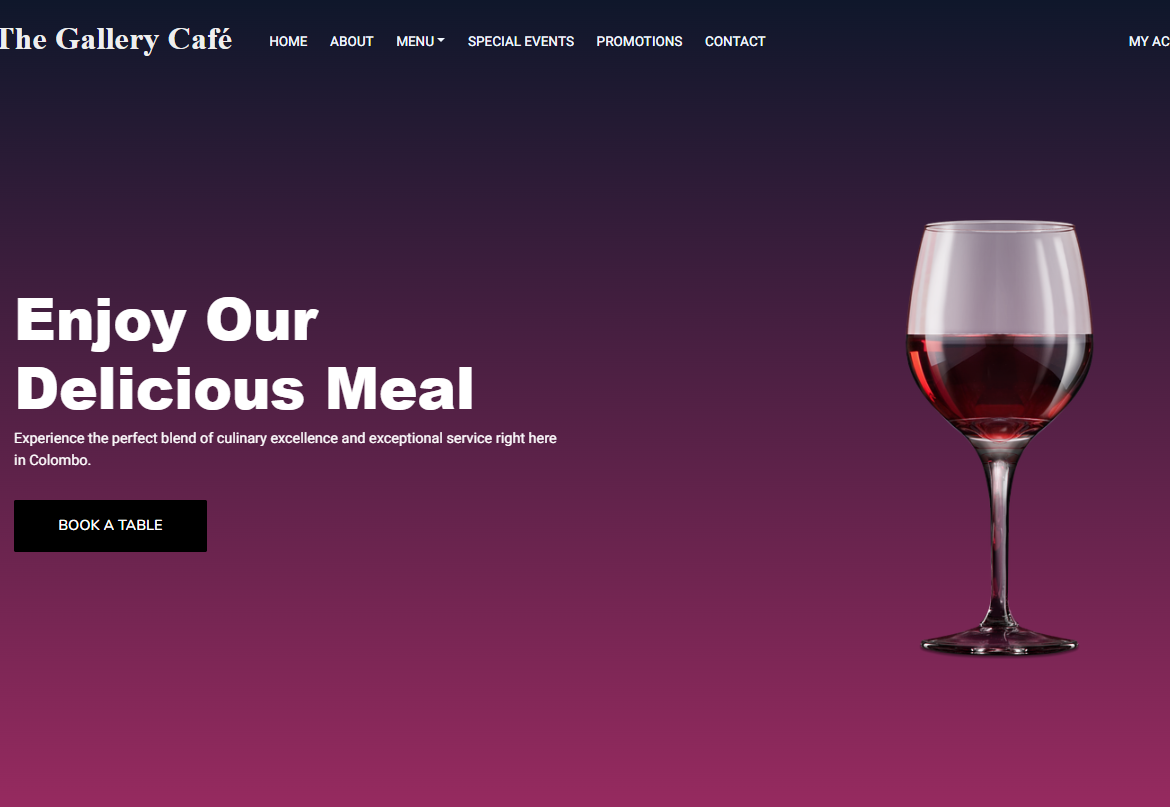 The Gallery Café
HOME ABOUT MENU SPECIAL EVENTS PROMOTIONS CONTACT MY AC
Enjoy Our
Delicious Meal
Experience the perfect blend of culinary excellence and exceptional service right here
in Colombo.
BOOK A TABLE